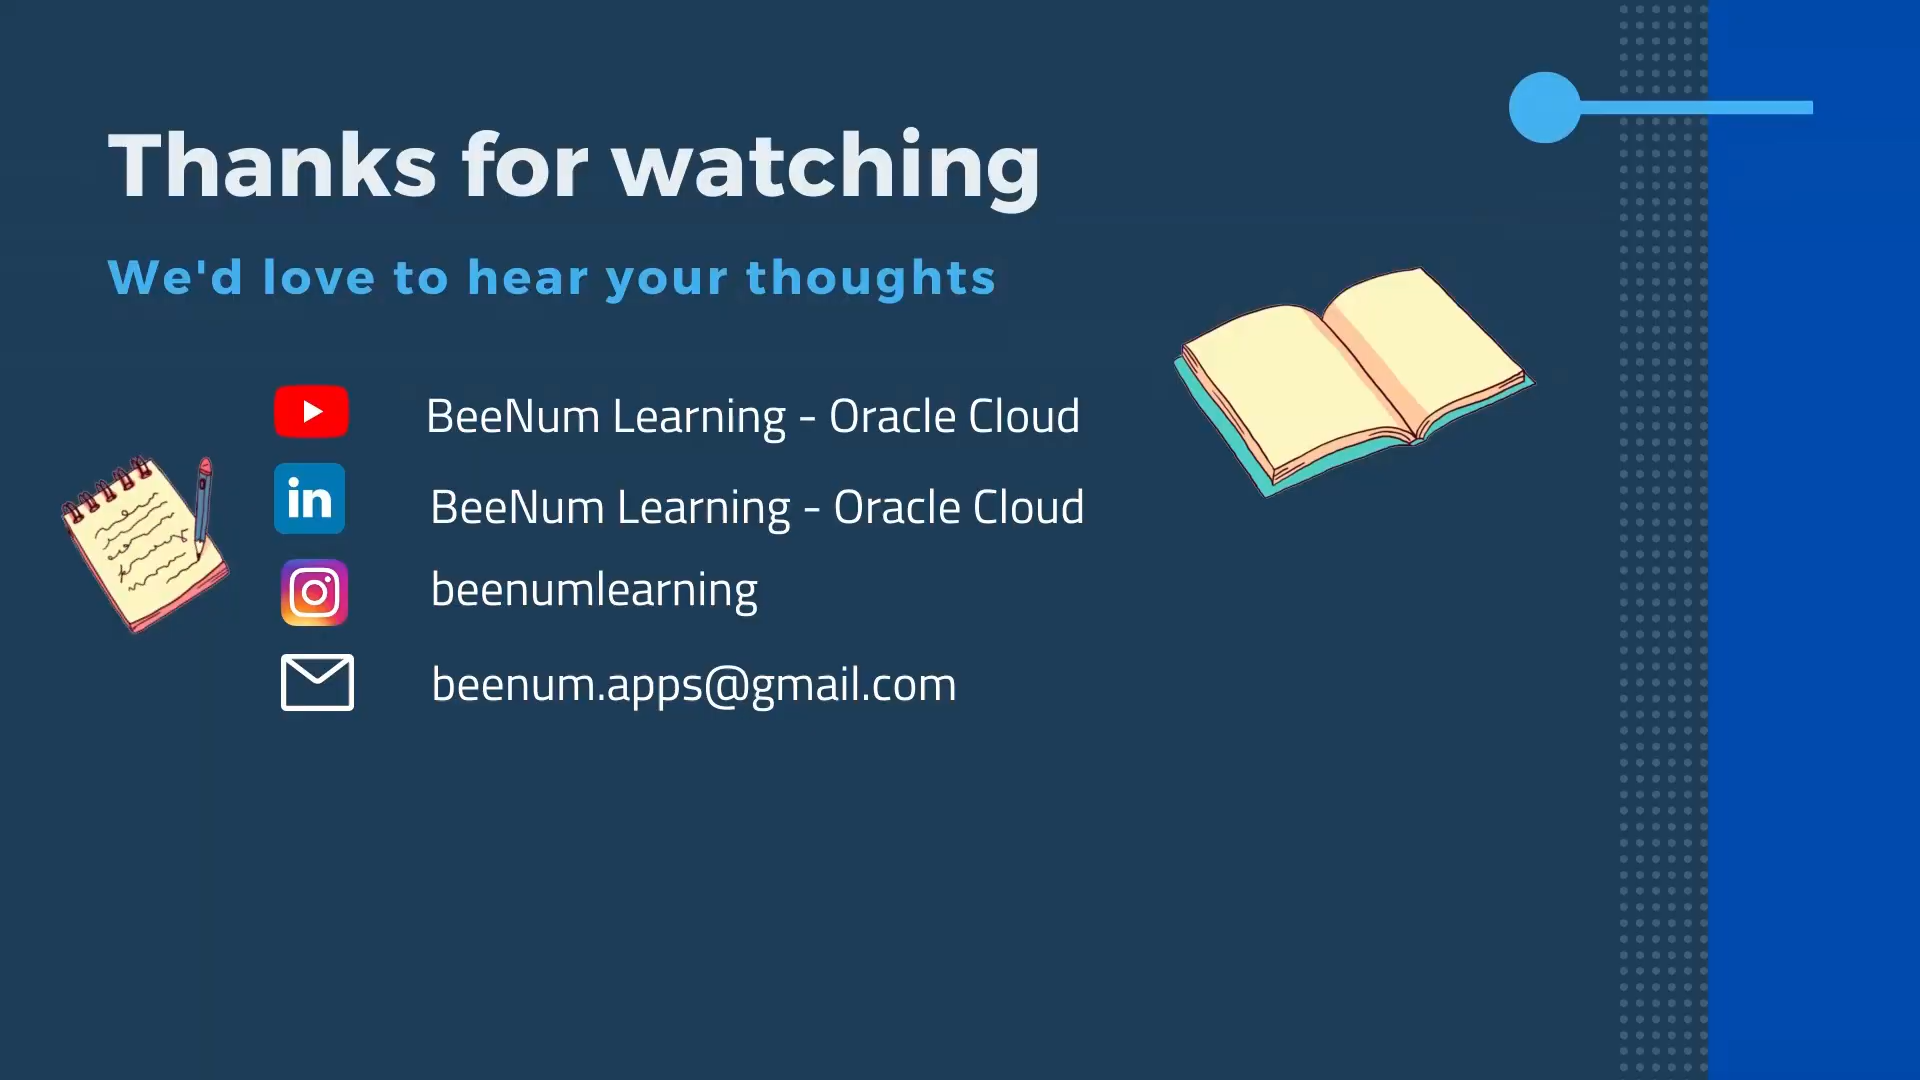 Thanks for watching
We'd love to hear your thoughts
BeeNum Learning - Oracle Cloud
in
BeeNum Learning - Oracle Cloud
beenumlearning
beenum.apps@gmail.com